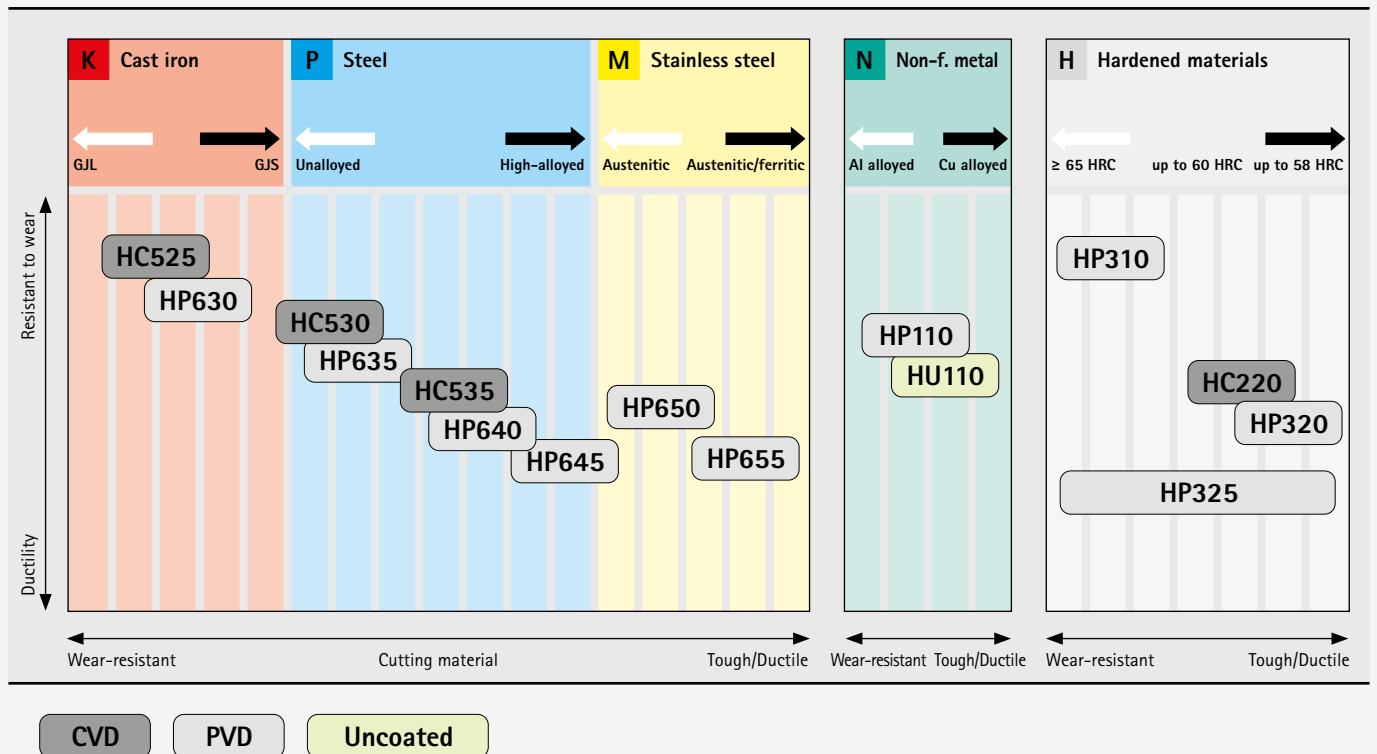 K Cast iron
P Steel
M Stainless steel
N Non-f. metal
H Hardened materials
GJL GJS
Unalloyed High-alloyed
Austenitic Austenitic/ferritic
Al alloyed Cu alloyed
≥ 65 HRC up to 60 HRC up to 58 HRC
Resistant to wear
Ductility
HC525
HP630
HC530
HP635
HC535
HP640
HP645
HP650
HP655
HP110
HU110
HP310
HC220
HP320
HP325
Wear-resistant Cutting material Tough/Ductile
Wear-resistant Tough/Ductile
Wear-resistant Tough/Ductile
CVD PVD Uncoated